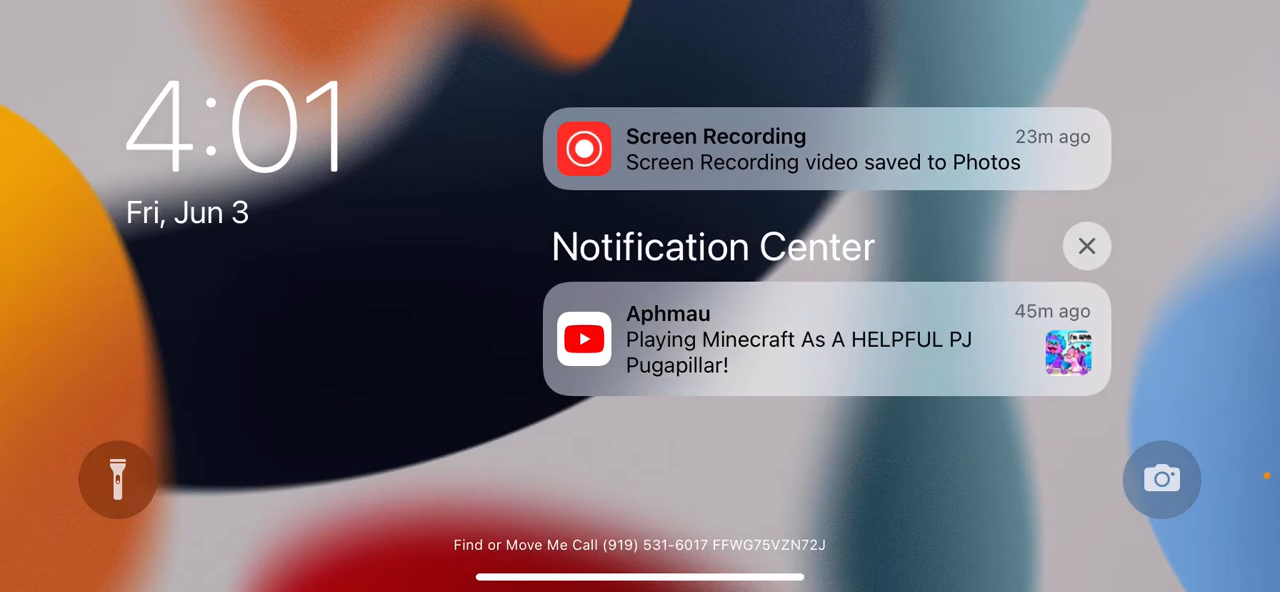 4:01
Fri, Jun 3
Screen Recording
23m ago
Screen Recording video saved to Photos
Notification Center
Aphmau
45m ago
Playing Minecraft As A HELPFUL PJ
Pugapillar!
Find or Move Me Call (919) 531-6017 FFWG75VZN72J